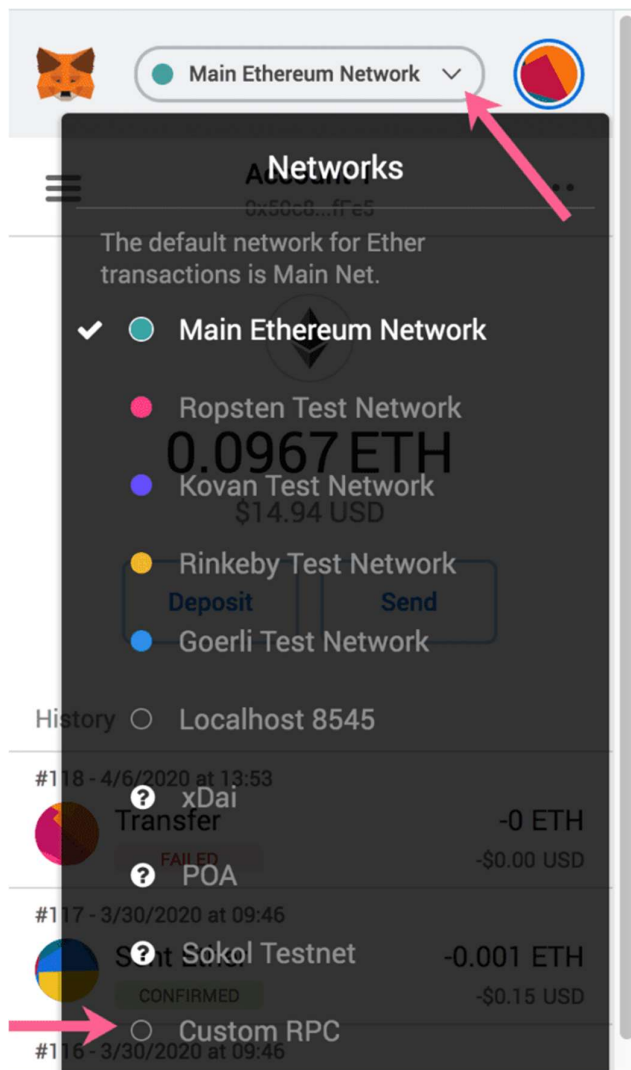 Main Ethereum Network
Networks
Account 1
0x50c8...fFe5
The default network for Ether
transactions is Main Net.
Main Ethereum Network
Ropsten Test Network
0.0967 ETH
Kovan Test Network
$14.94 USD
Rinkeby Test Network
Deposit Send
Goerli Test Network
History
Localhost 8545
#118 - 4/6/2020 at 13:53
xDai
Transfer -0 ETH
FAILED -$0.00 USD
POA
#117 - 3/30/2020 at 09:46
Sokol Testnet
Sent Ether -0.001 ETH
CONFIRMED -$0.15 USD
Custom RPC
#116 - 3/30/2020 at 09:46